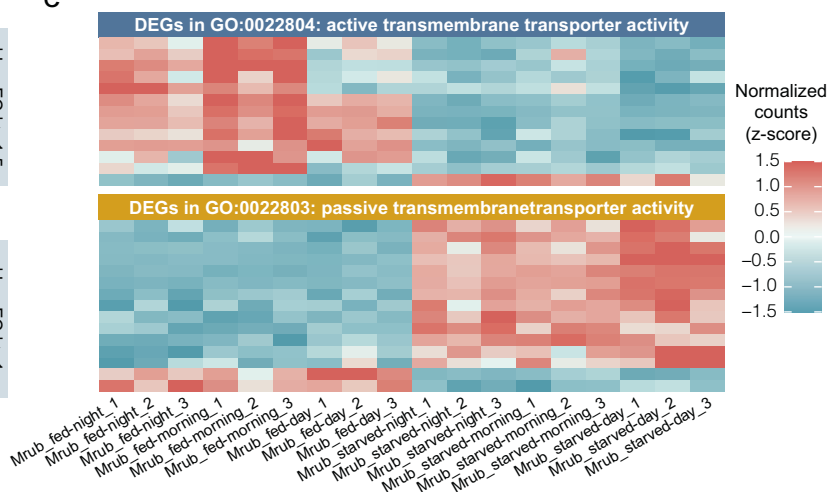 DEGs in GO:0022804: active transmembrane transporter activity
DEGs in GO:0022803: passive transmembranetransporter activity
Normalized
counts
(z-score)
1.5
1.0
0.5
0.0
−0.5
−1.0
−1.5
Mrub_fed-night_1
Mrub_fed-night_2
Mrub_fed-night_3
Mrub_fed-morning_1
Mrub_fed-morning_2
Mrub_fed-morning_3
Mrub_fed-day_1
Mrub_fed-day_2
Mrub_fed-day_3
Mrub_starved-night_1
Mrub_starved-night_2
Mrub_starved-night_3
Mrub_starved-morning_1
Mrub_starved-morning_2
Mrub_starved-morning_3
Mrub_starved-day_1
Mrub_starved-day_2
Mrub_starved-day_3